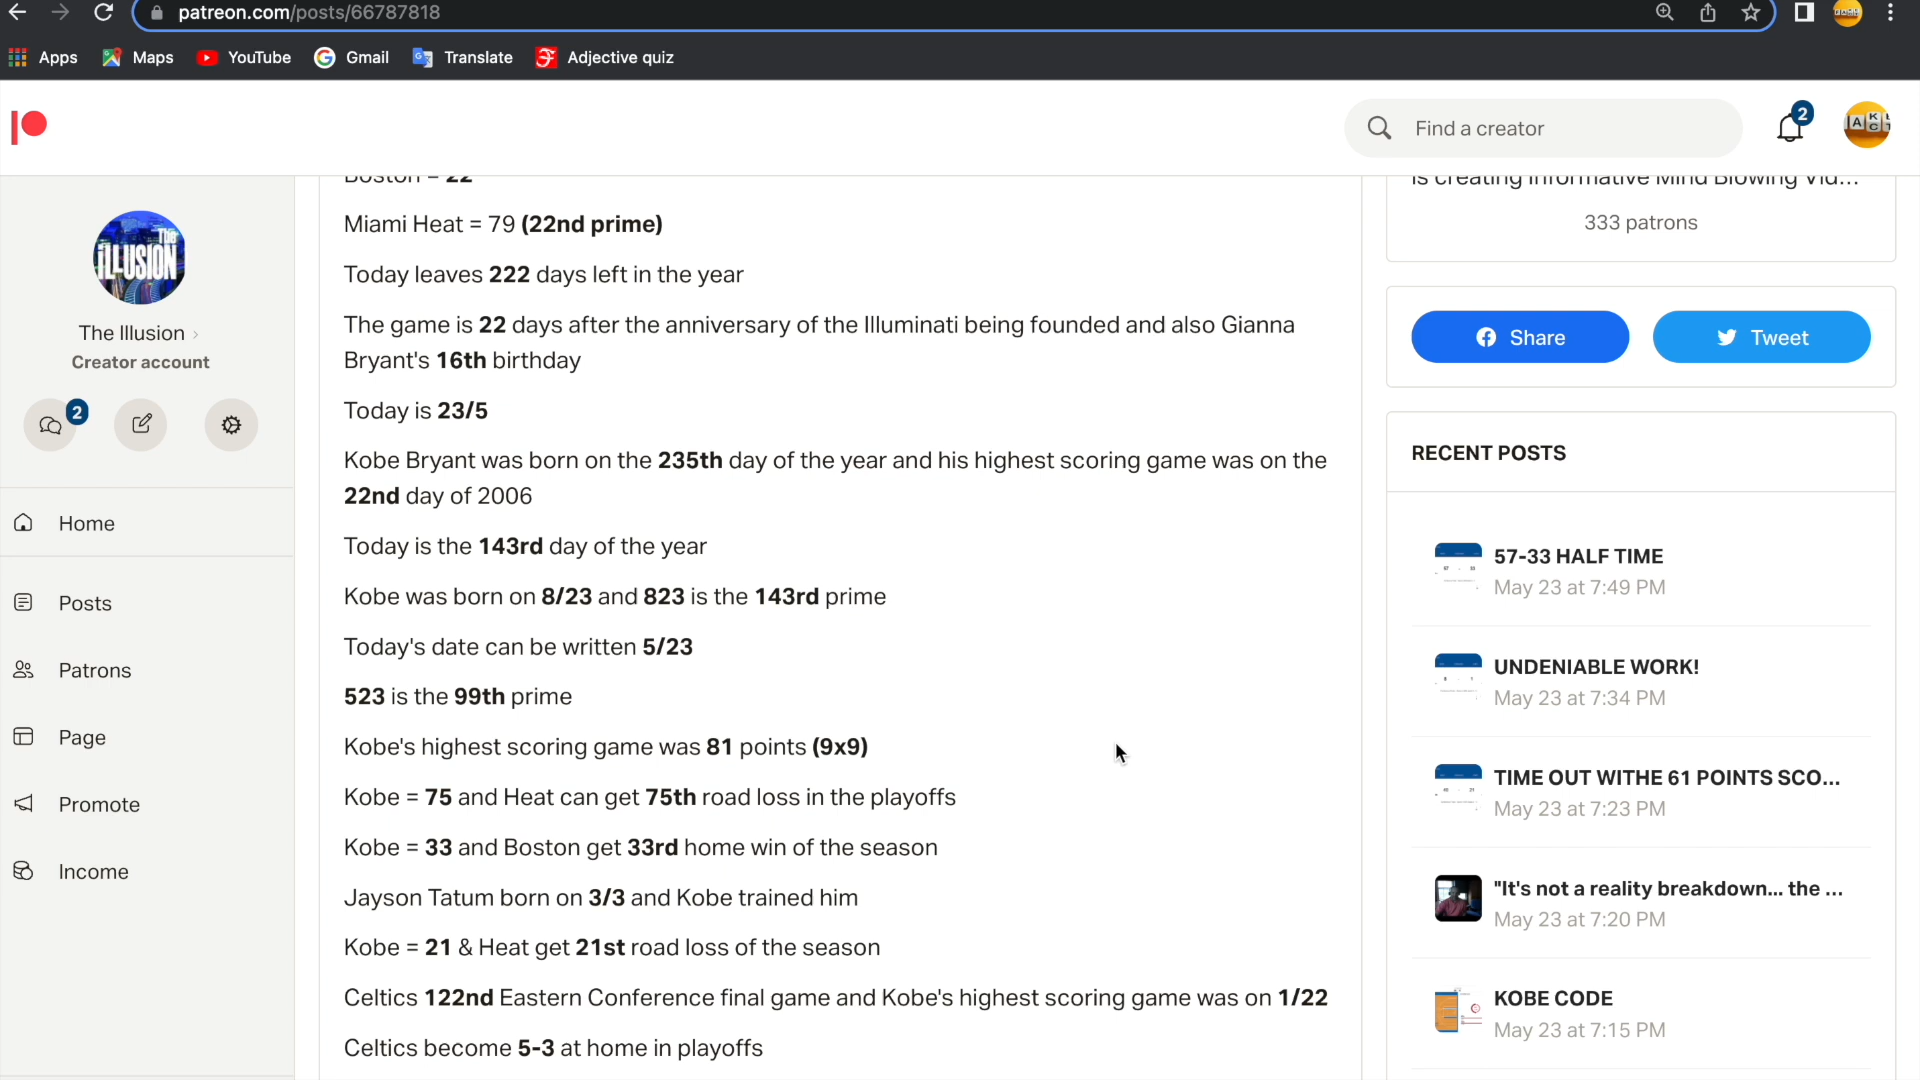 patreon.com/posts/66787818
Apps
Maps
YouTube
Gmail
Translate
Adjective quiz
Find a creator
2
The Illusion
Creator account
2
Home
Posts
Patrons
Page
Promote
Income
Boston = 22
Miami Heat = 79 (22nd prime)
Today leaves 222 days left in the year
The game is 22 days after the anniversary of the Illuminati being founded and also Gianna
Bryant's 16th birthday
Today is 23/5
Kobe Bryant was born on the 235th day of the year and his highest scoring game was on the
22nd day of 2006
Today is the 143rd day of the year
Kobe was born on 8/23 and 823 is the 143rd prime
Today's date can be written 5/23
523 is the 99th prime
Kobe's highest scoring game was 81 points (9x9)
Kobe = 75 and Heat can get 75th road loss in the playoffs
Kobe = 33 and Boston get 33rd home win of the season
Jayson Tatum born on 3/3 and Kobe trained him
Kobe = 21 & Heat get 21st road loss of the season
Celtics 122nd Eastern Conference final game and Kobe's highest scoring game was on 1/22
Celtics become 5-3 at home in playoffs
is creating Informative Mind Blowing Vid...
333 patrons
Share
Tweet
RECENT POSTS
57-33 HALF TIME
May 23 at 7:49 PM
UNDENIABLE WORK!
May 23 at 7:34 PM
TIME OUT WITHE 61 POINTS SCO...
May 23 at 7:23 PM
"It's not a reality breakdown... the ...
May 23 at 7:20 PM
KOBE CODE
May 23 at 7:15 PM